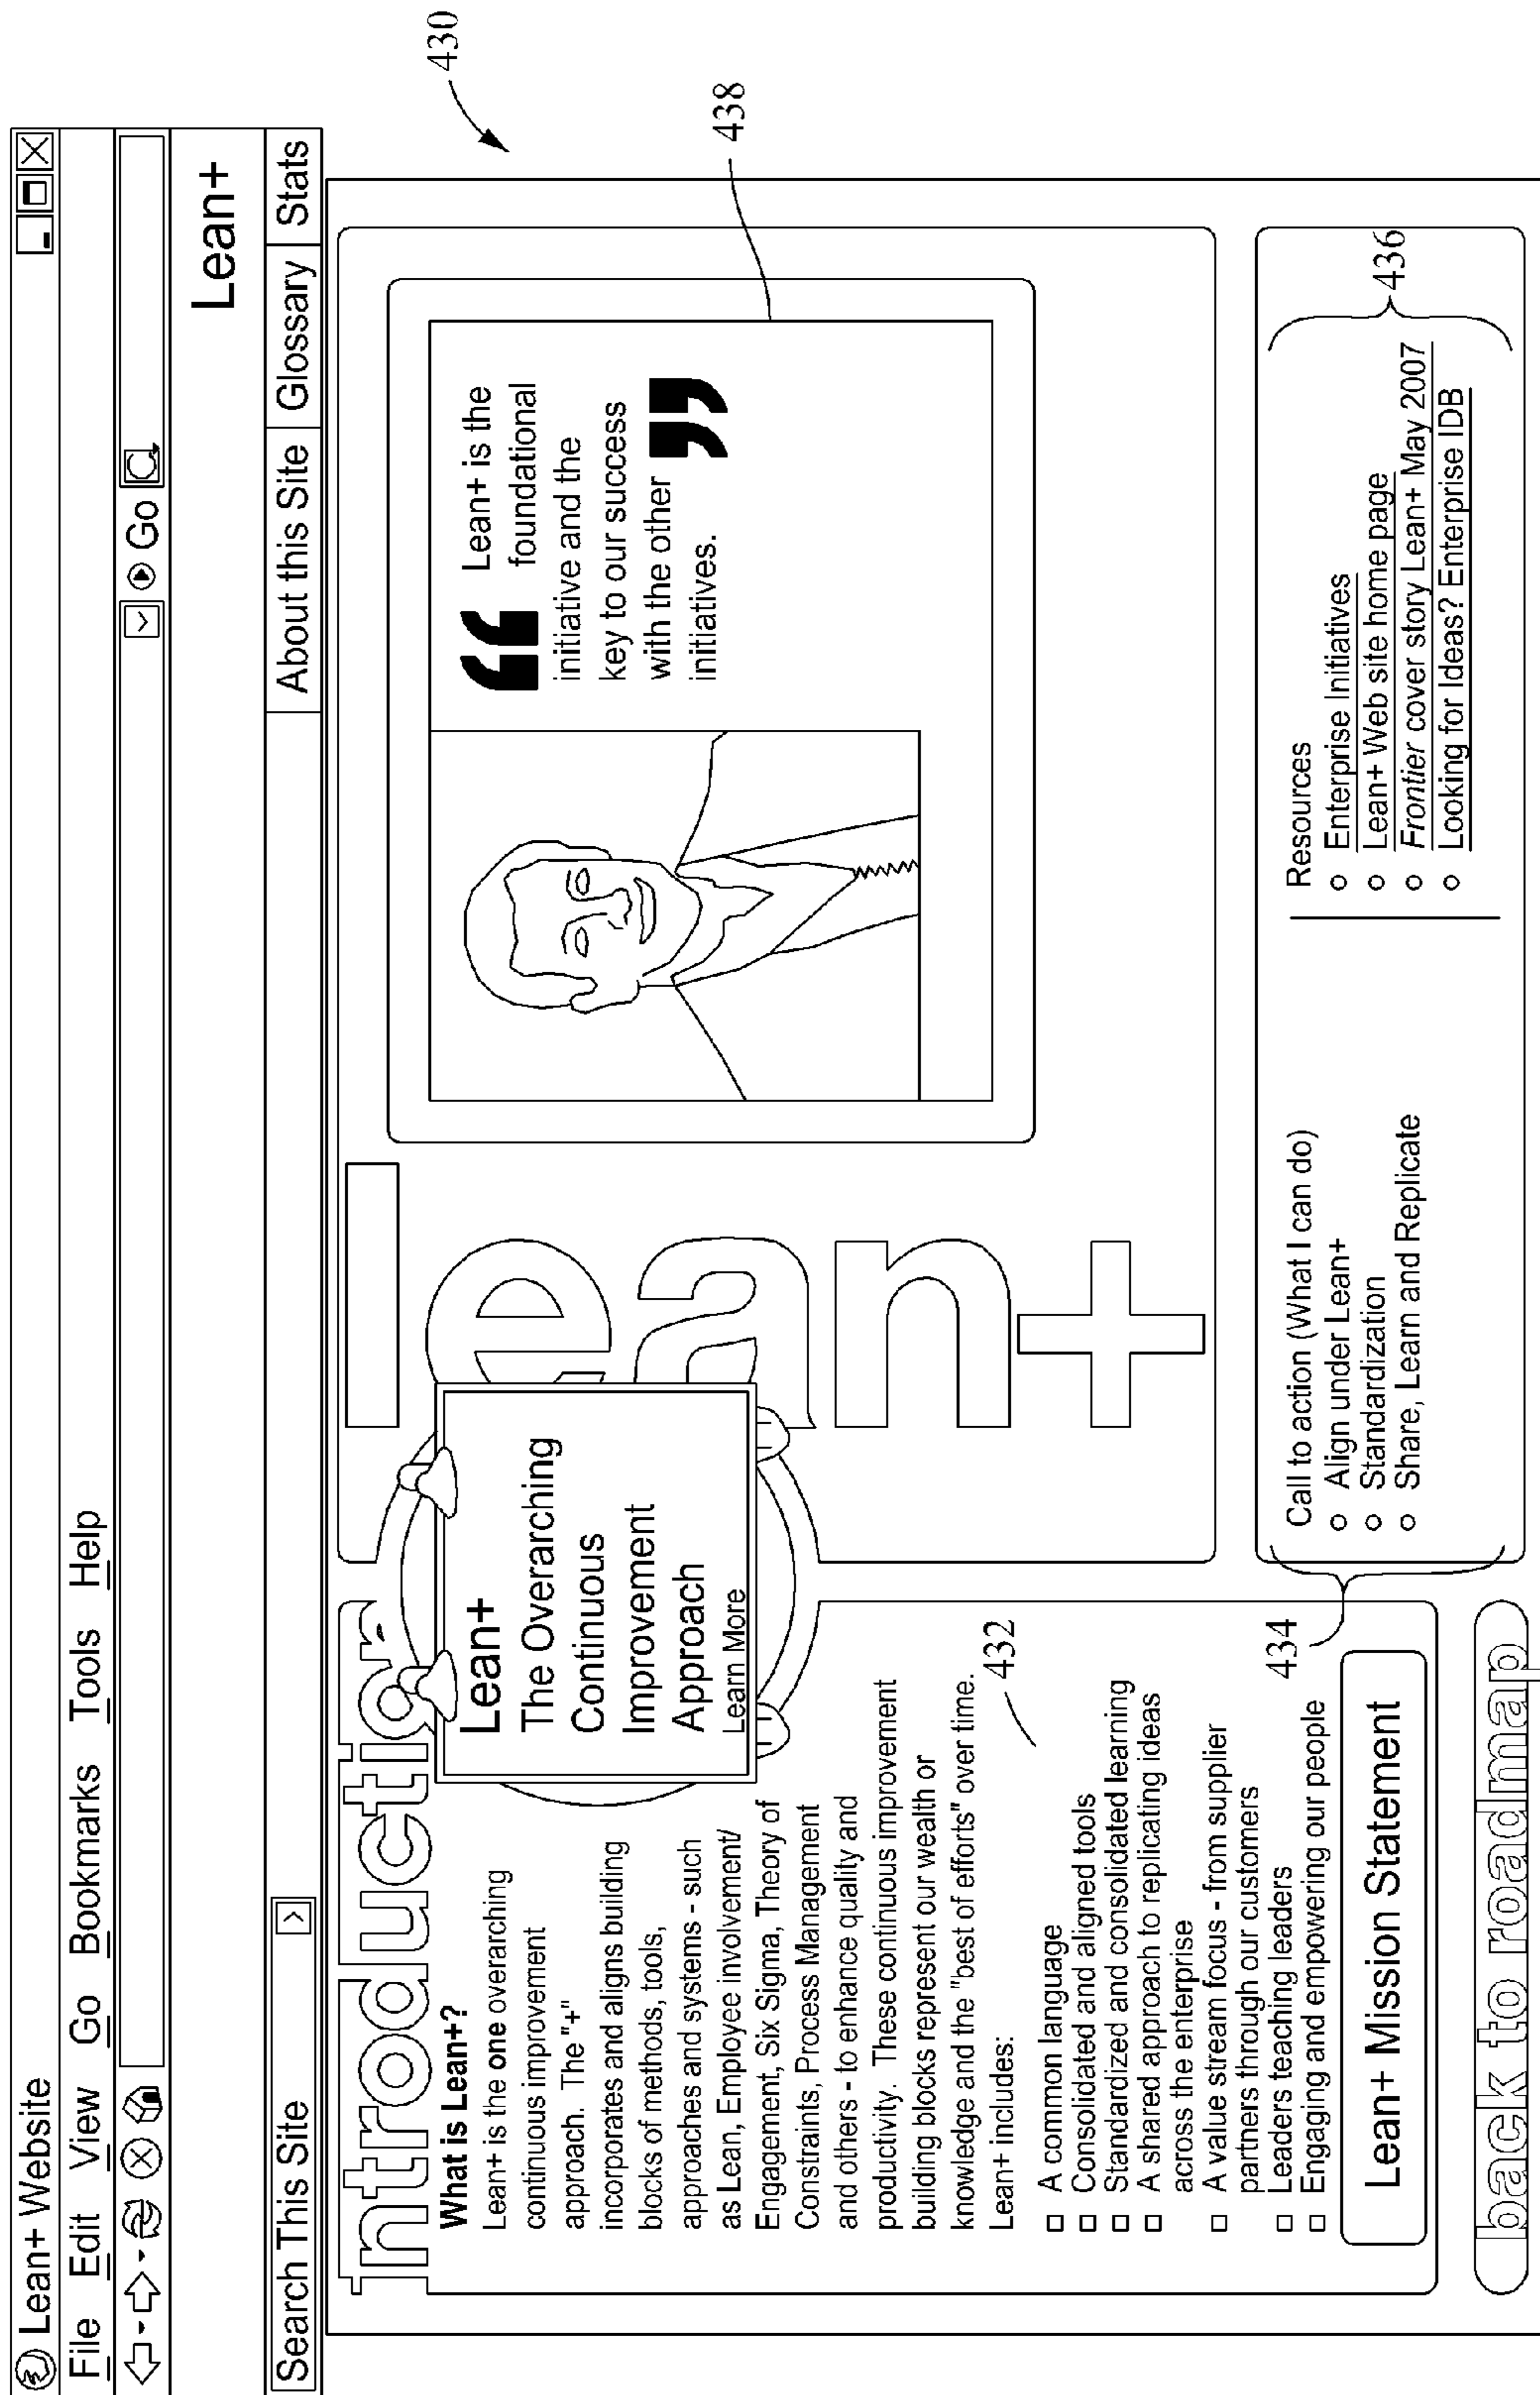 Lean+ Website
File Edit View Go Bookmarks Tools Help
Go
Lean+
Search This Site
About this Site Glossary Stats
430
Introduction
What is Lean+?
Lean+ is the one overarching
continuous improvement
approach. The "+"
incorporates and aligns building
blocks of methods, tools,
approaches and systems - such
as Lean, Employee involvement/
Engagement, Six Sigma, Theory of
Constraints, Process Management
and others - to enhance quality and
productivity. These continuous improvement
building blocks represent our wealth or
knowledge and the "best of efforts" over time.
Lean+ includes:
A common language
Consolidated and aligned tools
Standardized and consolidated learning
A shared approach to replicating ideas
across the enterprise
A value stream focus - from supplier
partners through our customers
Leaders teaching leaders
Engaging and empowering our people
432
434
Lean+ Mission Statement
back to roadmap
Lean+
The Overarching
Continuous
Improvement
Approach
Learn More
lean+
“ Lean+ is the
foundational
initiative and the
key to our success
with the other
initiatives. ”
438
Call to action (What I can do)
Align under Lean+
Standardization
Share, Learn and Replicate
Resources
Enterprise Initiatives
Lean+ Web site home page
Frontier cover story Lean+ May 2007
Looking for Ideas? Enterprise IDB
436